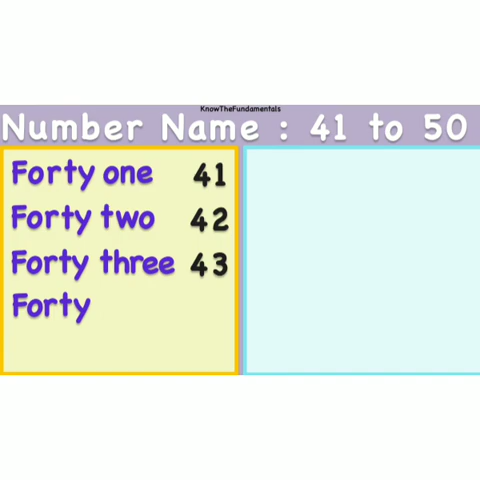 KnowTheFundamentals
Number Name : 41 to 50
Forty one 41
Forty two 42
Forty three 43
Forty